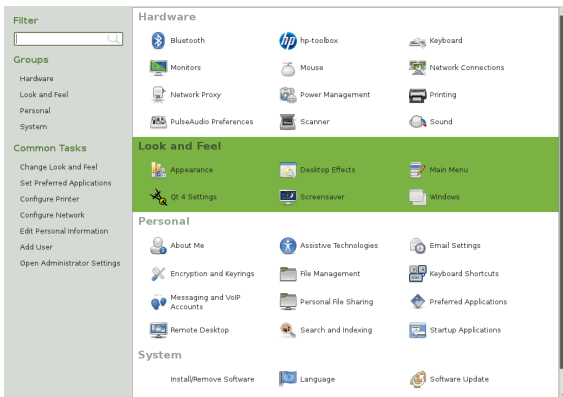 Filter
Groups
Hardware
Look and Feel
Personal
System
Common Tasks
Change Look and Feel
Set Preferred Applications
Configure Printer
Configure Network
Edit Personal Information
Add User
Open Administrator Settings
Hardware
Bluetooth
hp-toolbox
Keyboard
Monitors
Mouse
Network Connections
Network Proxy
Power Management
Printing
PulseAudio Preferences
Scanner
Sound
Look and Feel
Appearance
Desktop Effects
Main Menu
Qt 4 Settings
Screensaver
Windows
Personal
About Me
Assistive Technologies
Email Settings
Encryption and Keyrings
File Management
Keyboard Shortcuts
Messaging and VoIP
Accounts
Personal File Sharing
Preferred Applications
Remote Desktop
Search and Indexing
Startup Applications
System
Install/Remove Software
Language
Software Update